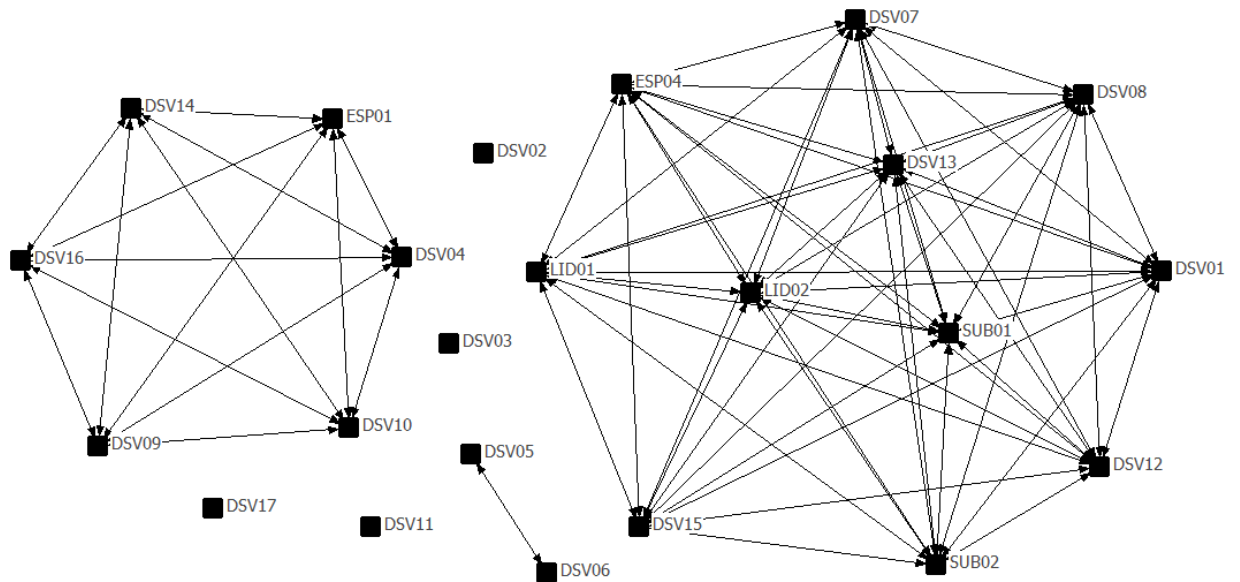 DSV07
ESP04
DSV08
DSV14
ESP01
DSV02
DSV13
DSV16
DSV04
LID01
DSV01
LID02
SUB01
DSV03
DSV10
DSV09
DSV05
DSV12
DSV17
DSV11
DSV15
SUB02
DSV06